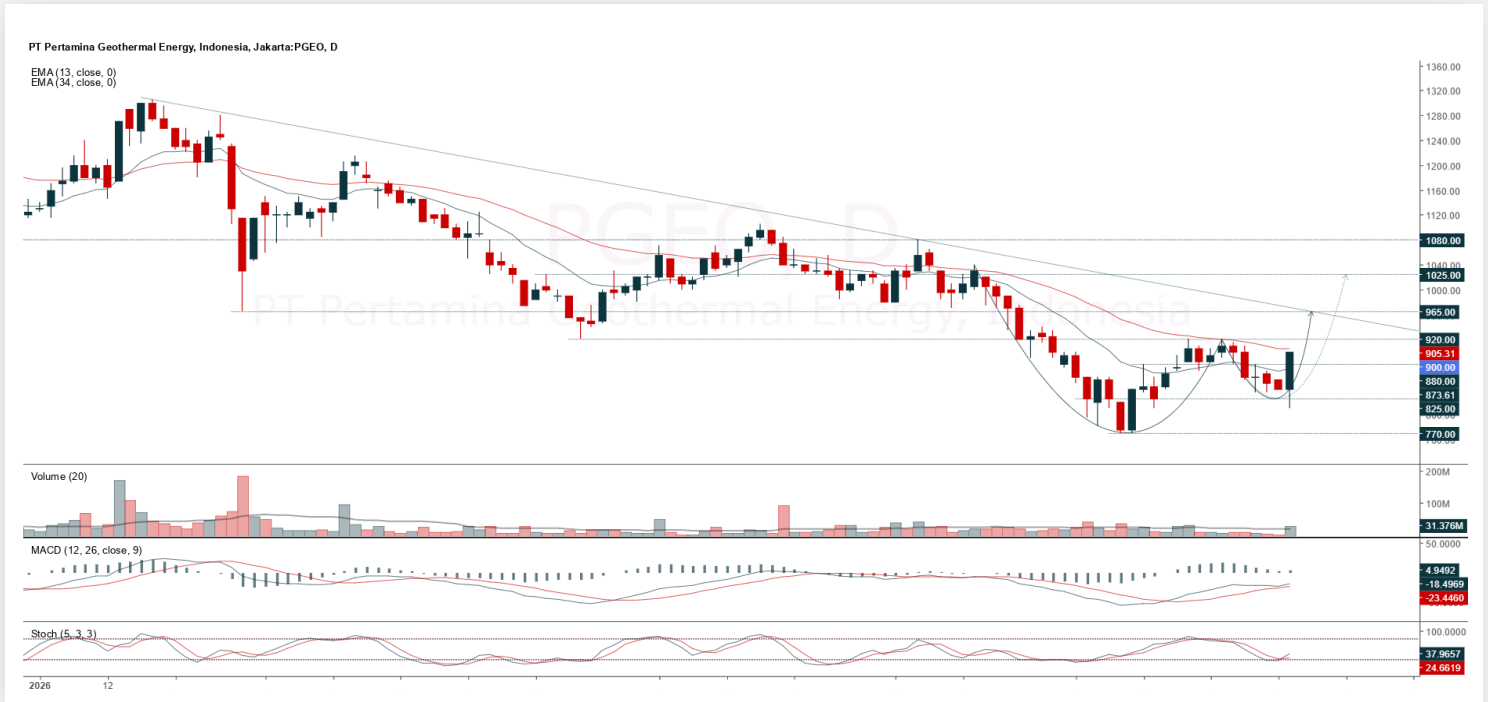 PT Pertamina Geothermal Energy, Indonesia, Jakarta:PGEO, D
EMA (13, close, 0)
EMA (34, close, 0)
PGEO, D
PT Pertamina Geothermal Energy, Indonesia
1360.00
1320.00
1280.00
1240.00
1200.00
1160.00
1120.00
1080.00
1040.00
1025.00
1000.00
965.00
920.00
905.31
900.00
880.00
873.61
825.00
770.00
Volume (20)
200M
100M
31.376M
MACD (12, 26, close, 9)
50.0000
4.9492
-18.4969
-23.4460
Stoch (5, 3, 3)
100.0000
37.9657
24.6619
2026
12